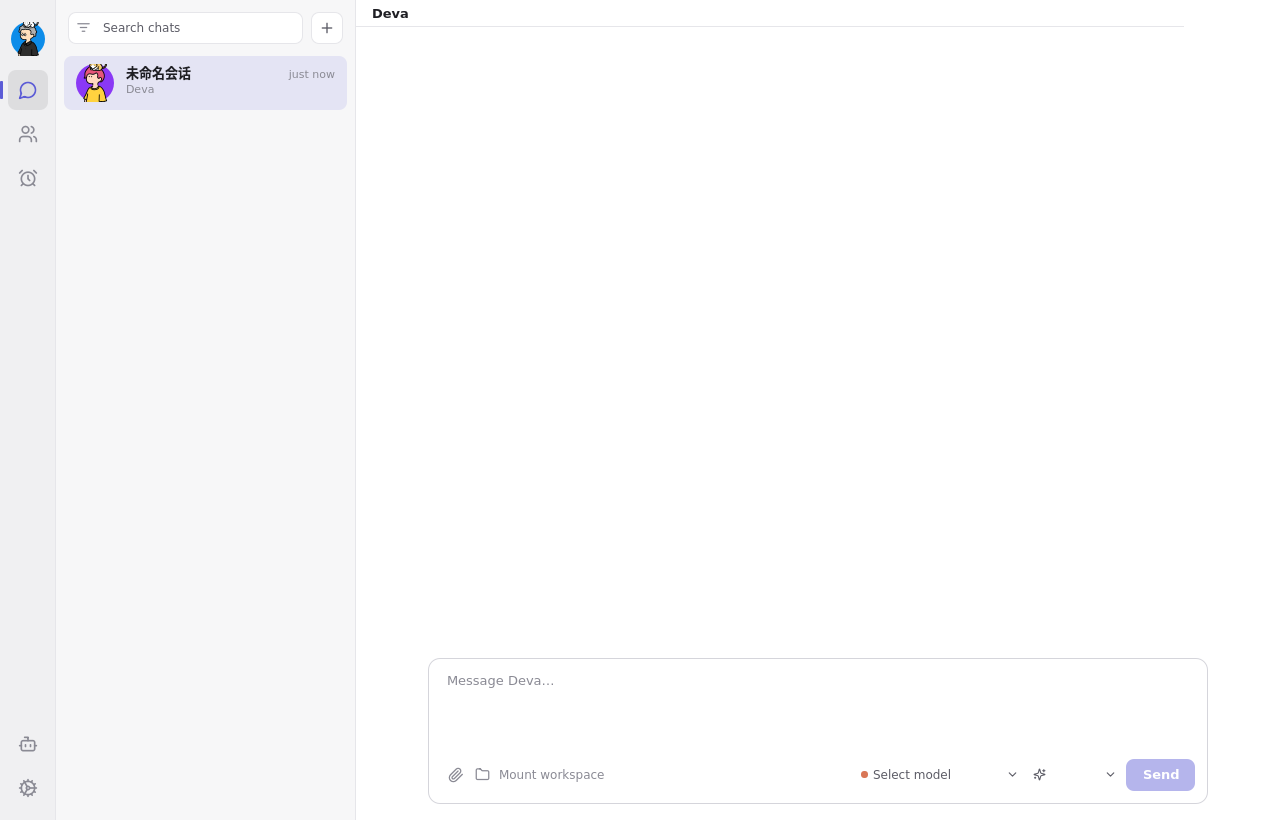 Search chats
未命名会话
just now
Deva
Deva
Message Deva...
Mount workspace
Select model
Send